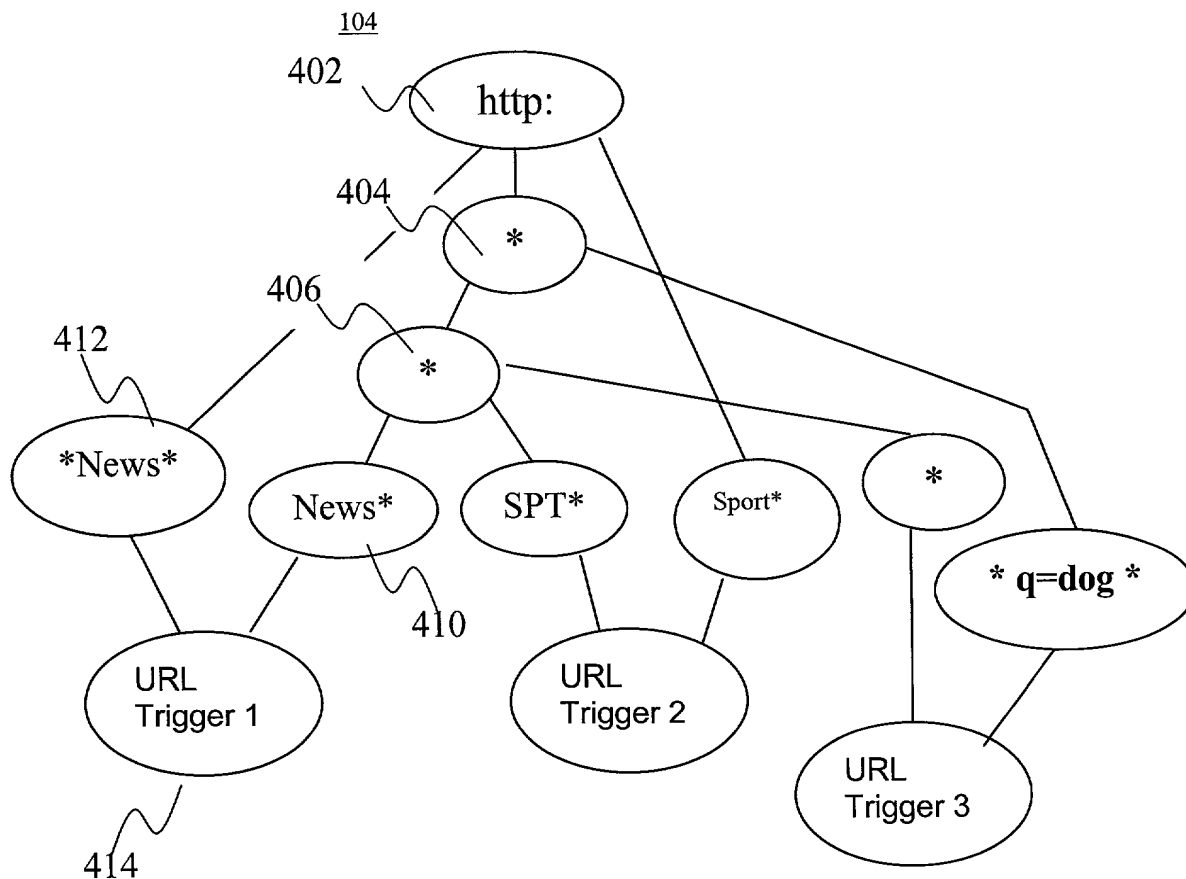 104
402
http:
404
*
406
*
412
*News*
News*
SPT*
Sport*
*
* q=dog *
410
URL
Trigger 1
URL
Trigger 2
URL
Trigger 3
414